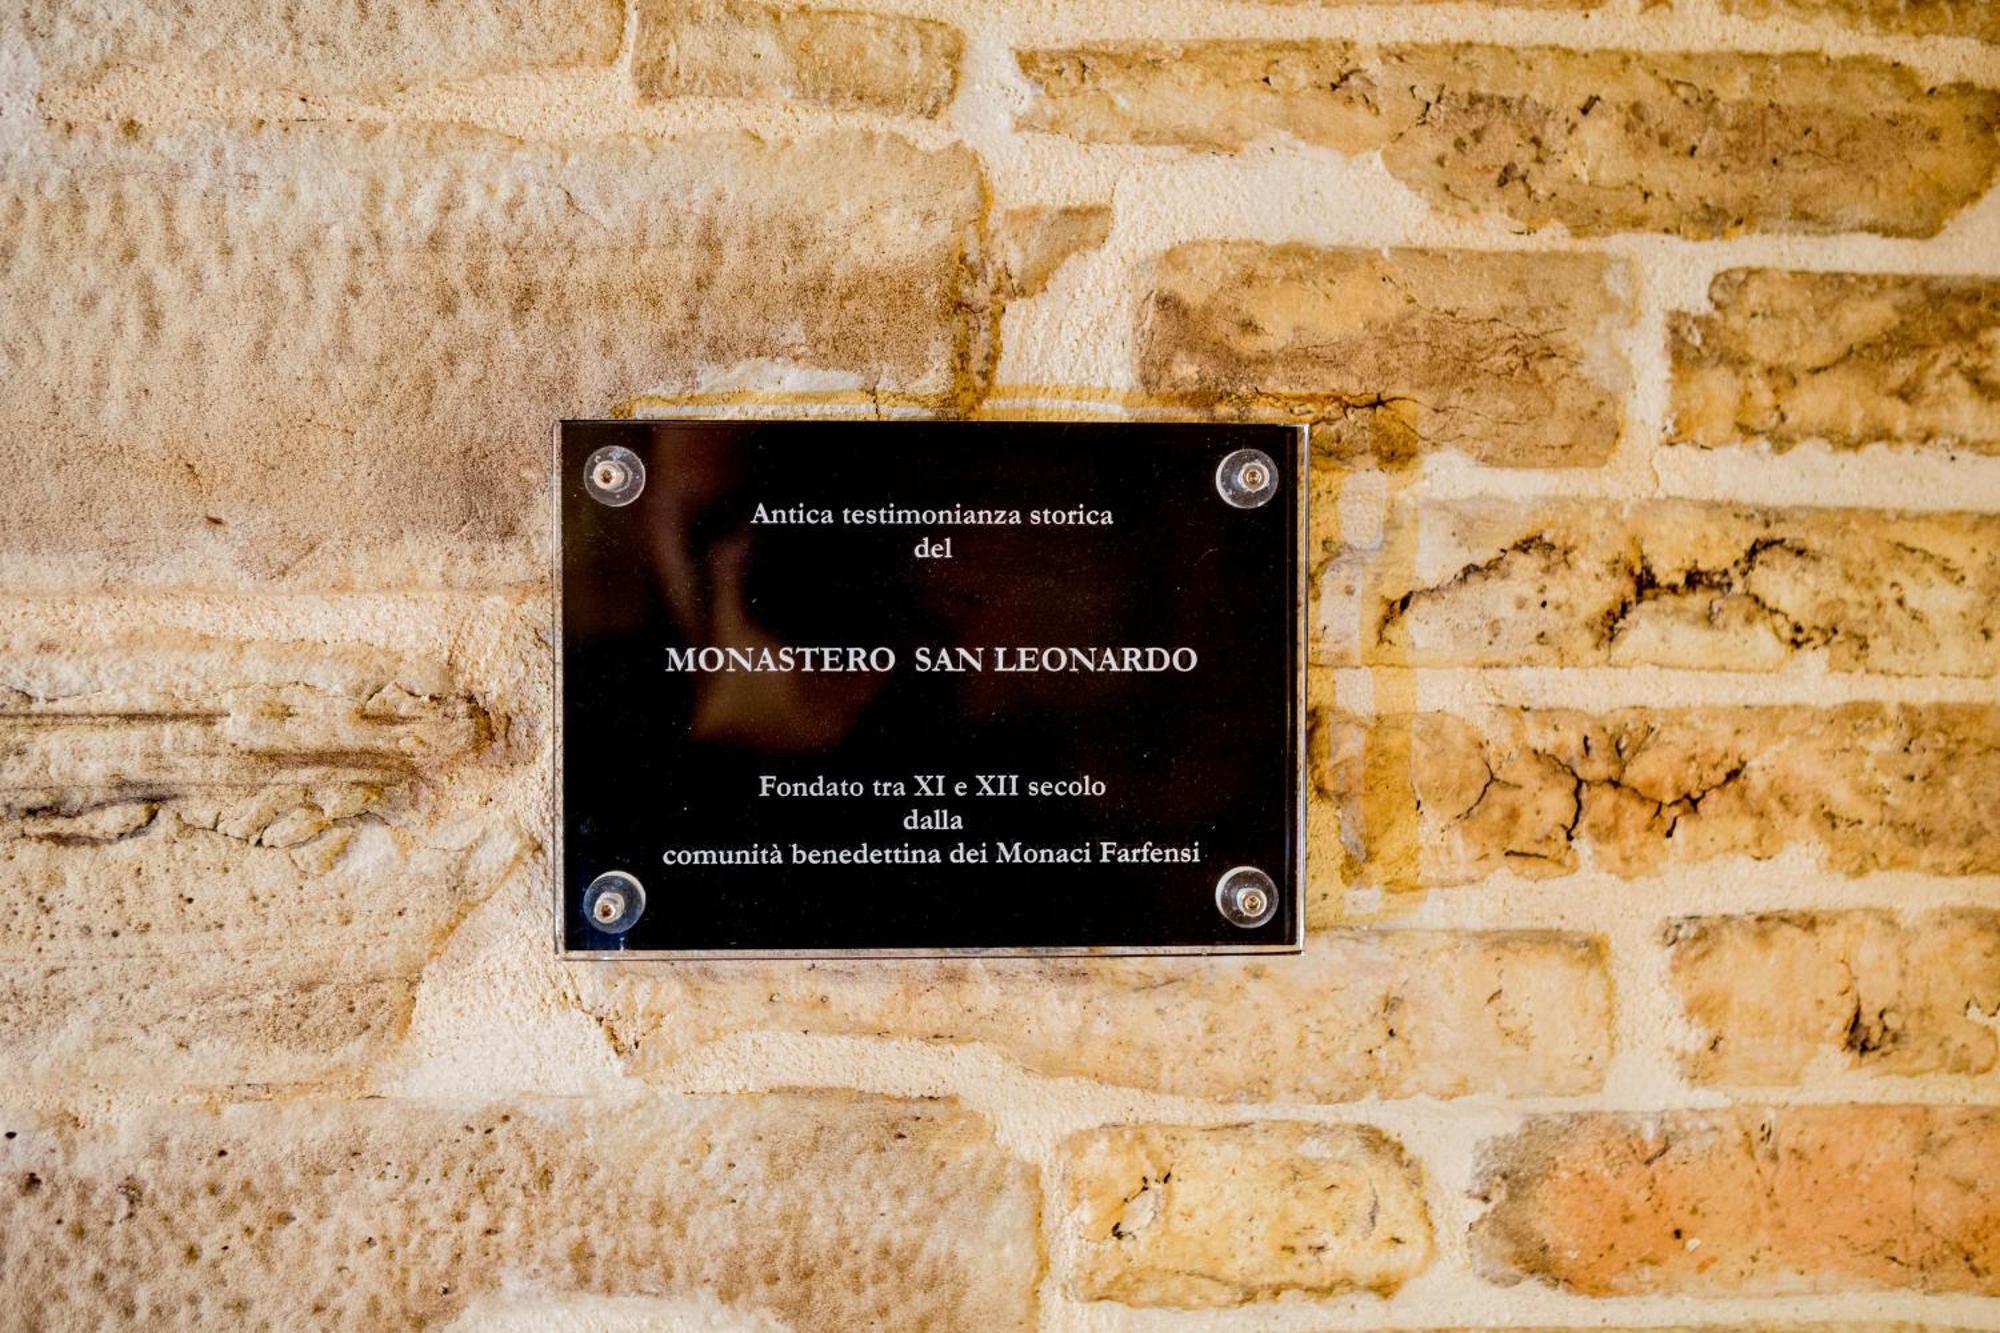 Antica testimonianza storica
del
MONASTERO SAN LEONARDO
Fondato tra XI e XII secolo
dalla
comunità benedettina dei Monaci Farfensi